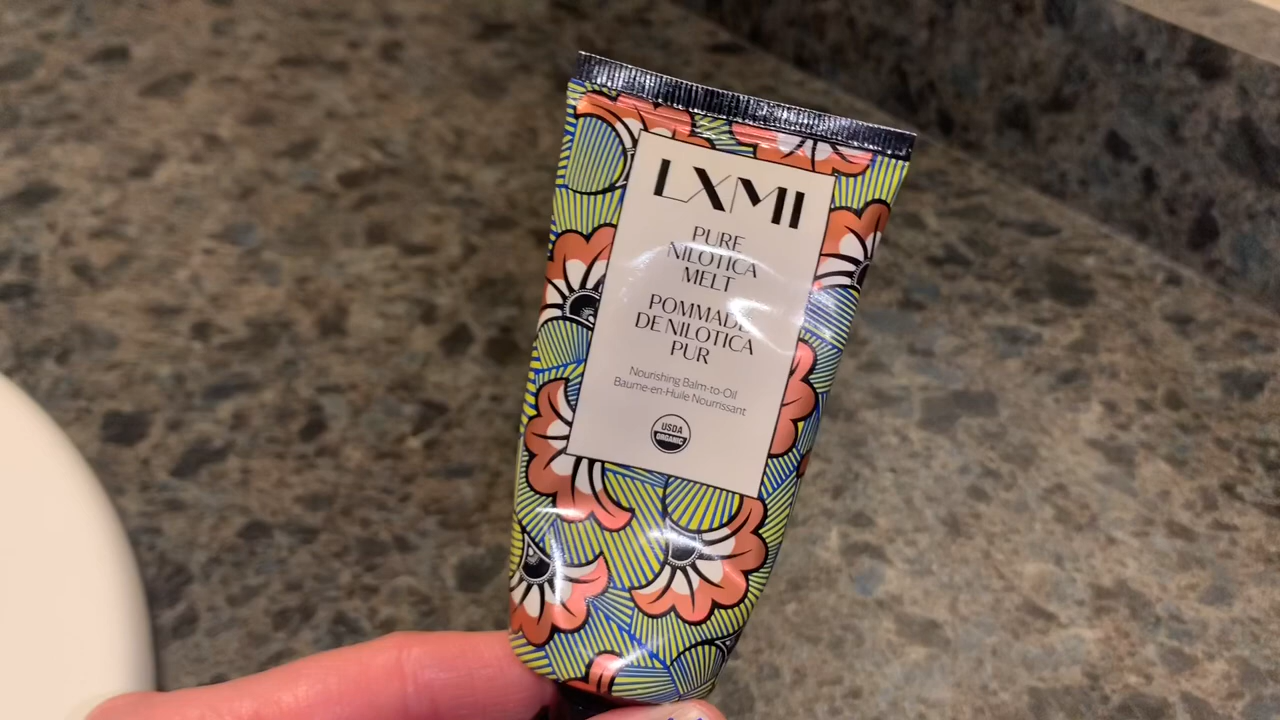 LXMI
PURE
NILOTICA
MELT
POMMADE
DE NILOTICA
PUR
Nourishing Balm-to-Oil
Baume-en-Huile Nourrissant
USDA
ORGANIC